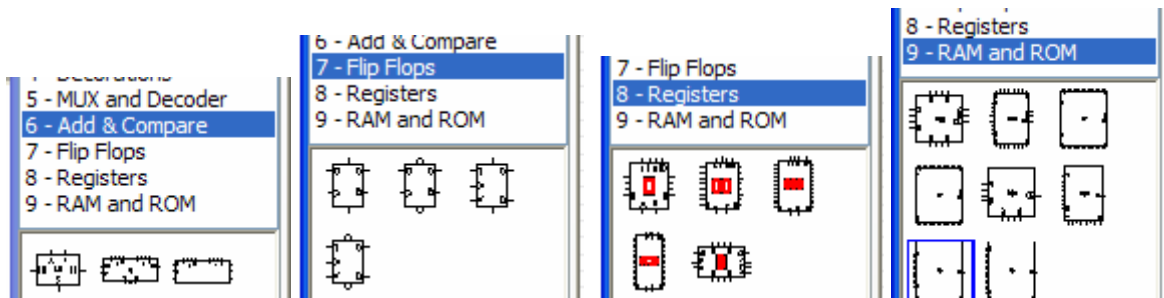 5 - MUX and Decoder
6 - Add & Compare
7 - Flip Flops
8 - Registers
9 - RAM and ROM
6 - Add & Compare
7 - Flip Flops
8 - Registers
9 - RAM and ROM
7 - Flip Flops
8 - Registers
9 - RAM and ROM
8 - Registers
9 - RAM and ROM